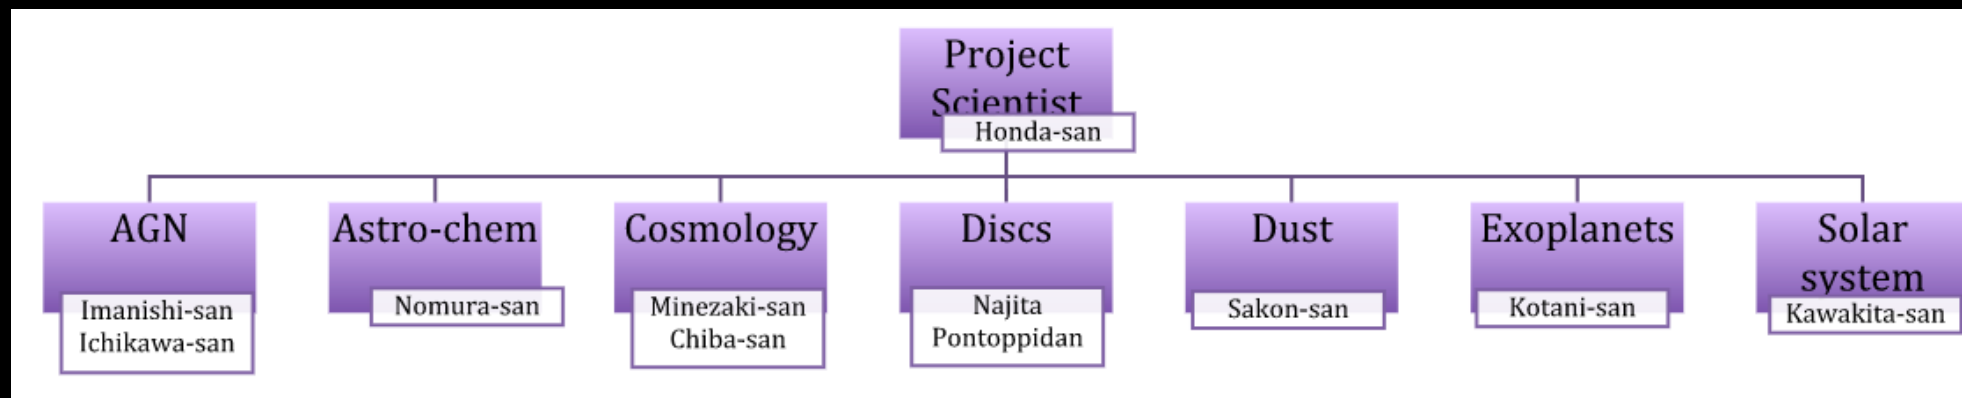 Project
Scientist
Honda-san
AGN
Imanishi-san
Ichikawa-san
Astro-chem
Nomura-san
Cosmology
Minezaki-san
Chiba-san
Discs
Najita
Pontoppidan
Dust
Sakon-san
Exoplanets
Kotani-san
Solar
system
Kawakita-san